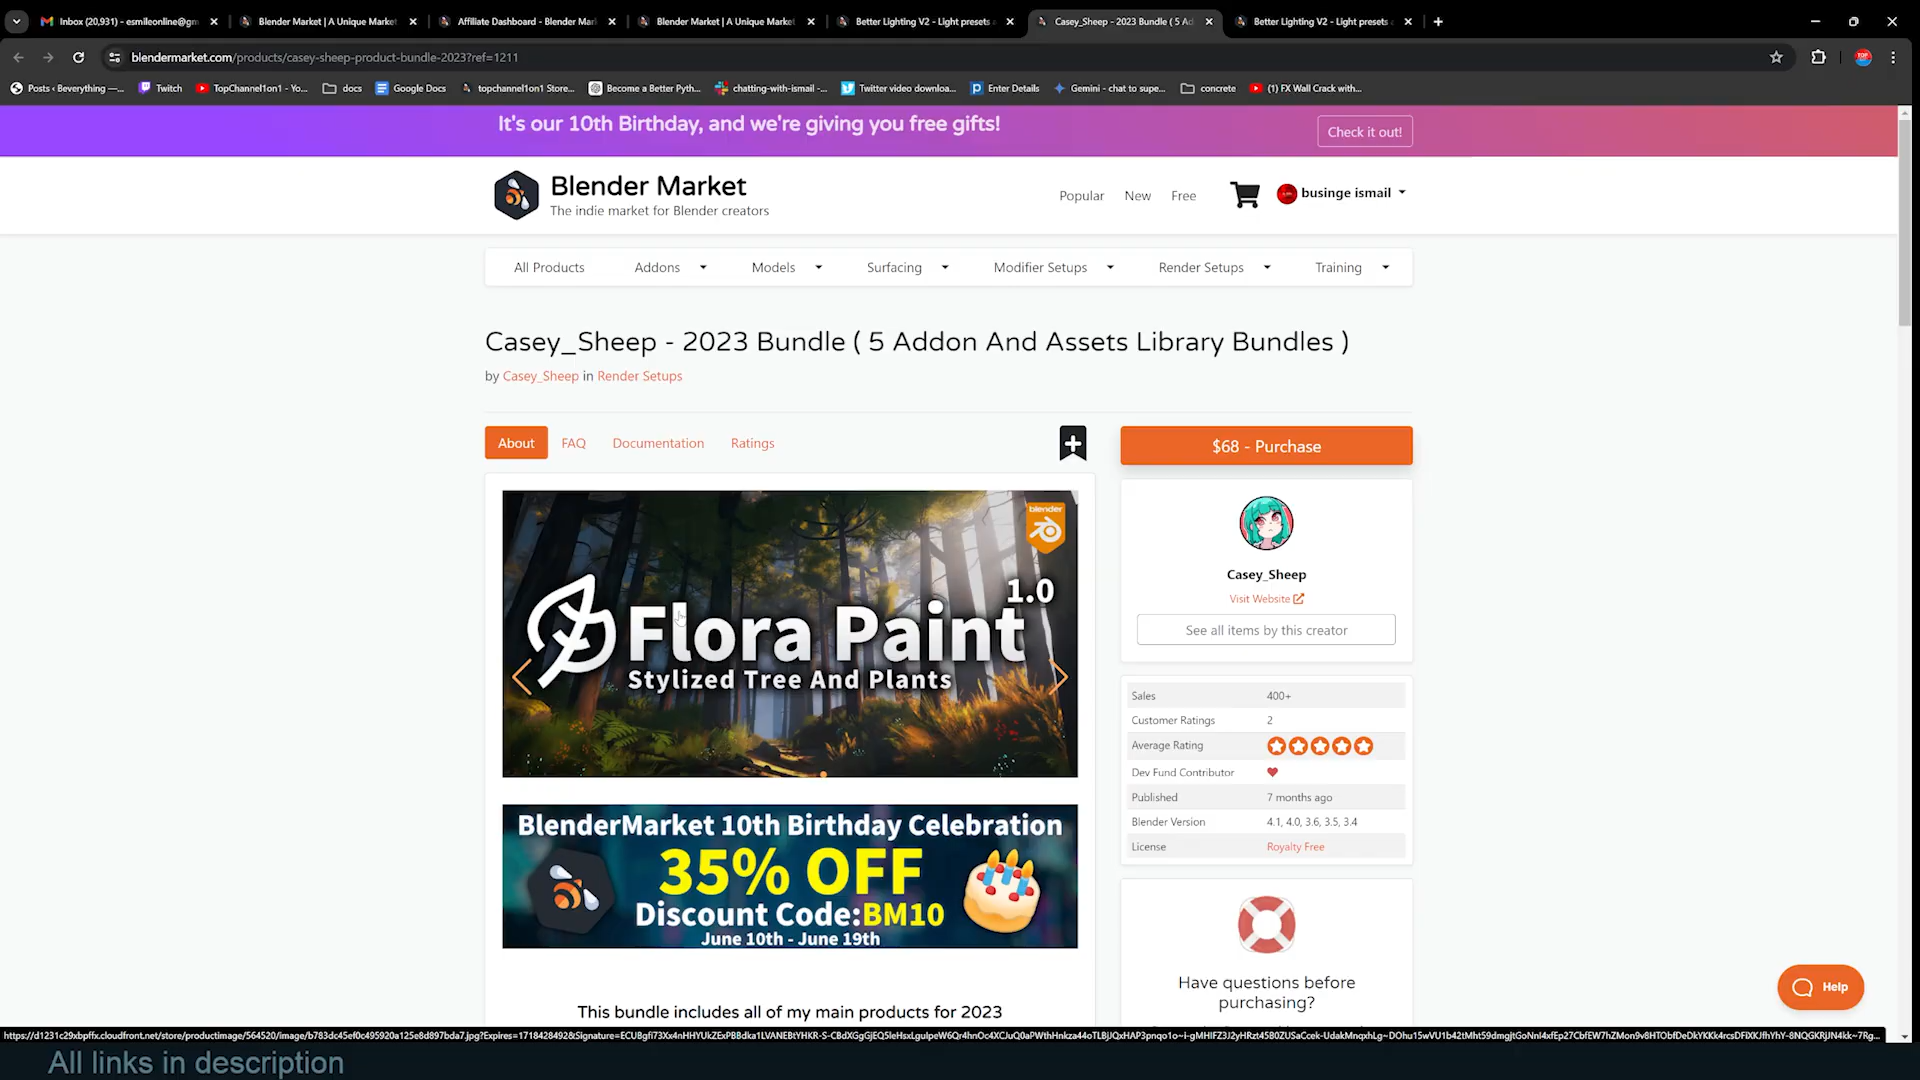 Inbox (20,931) - esmileonline@gm
Blender Market | A Unique Market
Affiliate Dashboard - Blender Mar
Blender Market | A Unique Market
Better Lighting V2 - Light presets
Casey_Sheep - 2023 Bundle ( 5 Ad
Better Lighting V2 - Light presets
blendermarket.com/products/casey-sheep-product-bundle-2023?ref=1211
Posts ‹ Beverything —...
Twitch
TopChannel1on1 - Yo...
docs
Google Docs
topchannel1on1 Store...
Become a Better Pyth...
chatting-with-ismail -...
Twitter video downloa...
Enter Details
Gemini - chat to supe...
concrete
(1) FX Wall Crack with...
It's our 10th Birthday, and we're giving you free gifts!
Check it out!
Blender Market
The indie market for Blender creators
Popular
New
Free
businge ismail
All Products
Addons
Models
Surfacing
Modifier Setups
Render Setups
Training
Casey_Sheep - 2023 Bundle ( 5 Addon And Assets Library Bundles )
by Casey_Sheep in Render Setups
About
FAQ
Documentation
Ratings
$68 - Purchase
blender
1.0
Flora Paint
Stylized Tree And Plants
Casey_Sheep
Visit Website
See all items by this creator
Sales 400+
Customer Ratings 2
Average Rating
Dev Fund Contributor
Published 7 months ago
Blender Version 4.1, 4.0, 3.6, 3.5, 3.4
License Royalty Free
BlenderMarket 10th Birthday Celebration
35% OFF
Discount Code:BM10
June 10th - June 19th
Have questions before
purchasing?
Help
This bundle includes all of my main products for 2023
All links in description